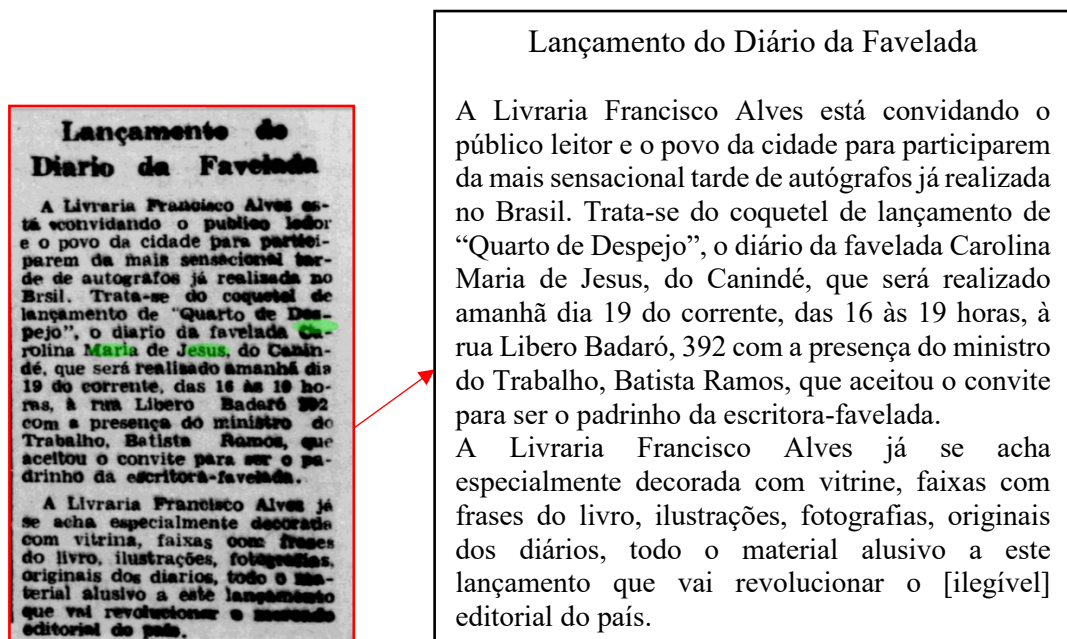 Lançamento do
Diario da Favelada
A Livraria Francisco Alves es-
tá convidando o publico leitor
e o povo da cidade para partici-
parem da mais sensacional tar-
de de autografos já realizada no
Brsil. Trata-se do coquetel de
lançamento de "Quarto de Des-
pejo", o diario da favelada Ca-
rolina Maria de Jesus, do Canin-
dé, que será realizado amanhã dia
19 do corrente, das 16 às 19 ho-
ras, à rua Libero Badaró 392
com a presença do ministro do
Trabalho, Batista Ramos, que
aceitou o convite para ser o pa-
drinho da escritora-favelada.
A Livraria Francisco Alves já
se acha especialmente decorada
com vitrina, faixas com frases
do livro, ilustrações, fotografias,
originais dos diarios, todo o ma-
terial alusivo a este lançamento
que vai revolucionar o
editorial do país.
Lançamento do Diário da Favelada
A Livraria Francisco Alves está convidando o
público leitor e o povo da cidade para participarem
da mais sensacional tarde de autógrafos já realizada
no Brasil. Trata-se do coquetel de lançamento de
“Quarto de Despejo”, o diário da favelada Carolina
Maria de Jesus, do Canindé, que será realizado
amanhã dia 19 do corrente, das 16 às 19 horas, à
rua Libero Badaró, 392 com a presença do ministro
do Trabalho, Batista Ramos, que aceitou o convite
para ser o padrinho da escritora-favelada.
A Livraria Francisco Alves já se acha
especialmente decorada com vitrine, faixas com
frases do livro, ilustrações, fotografias, originais
dos diários, todo o material alusivo a este
lançamento que vai revolucionar o [ilegível]
editorial do país.